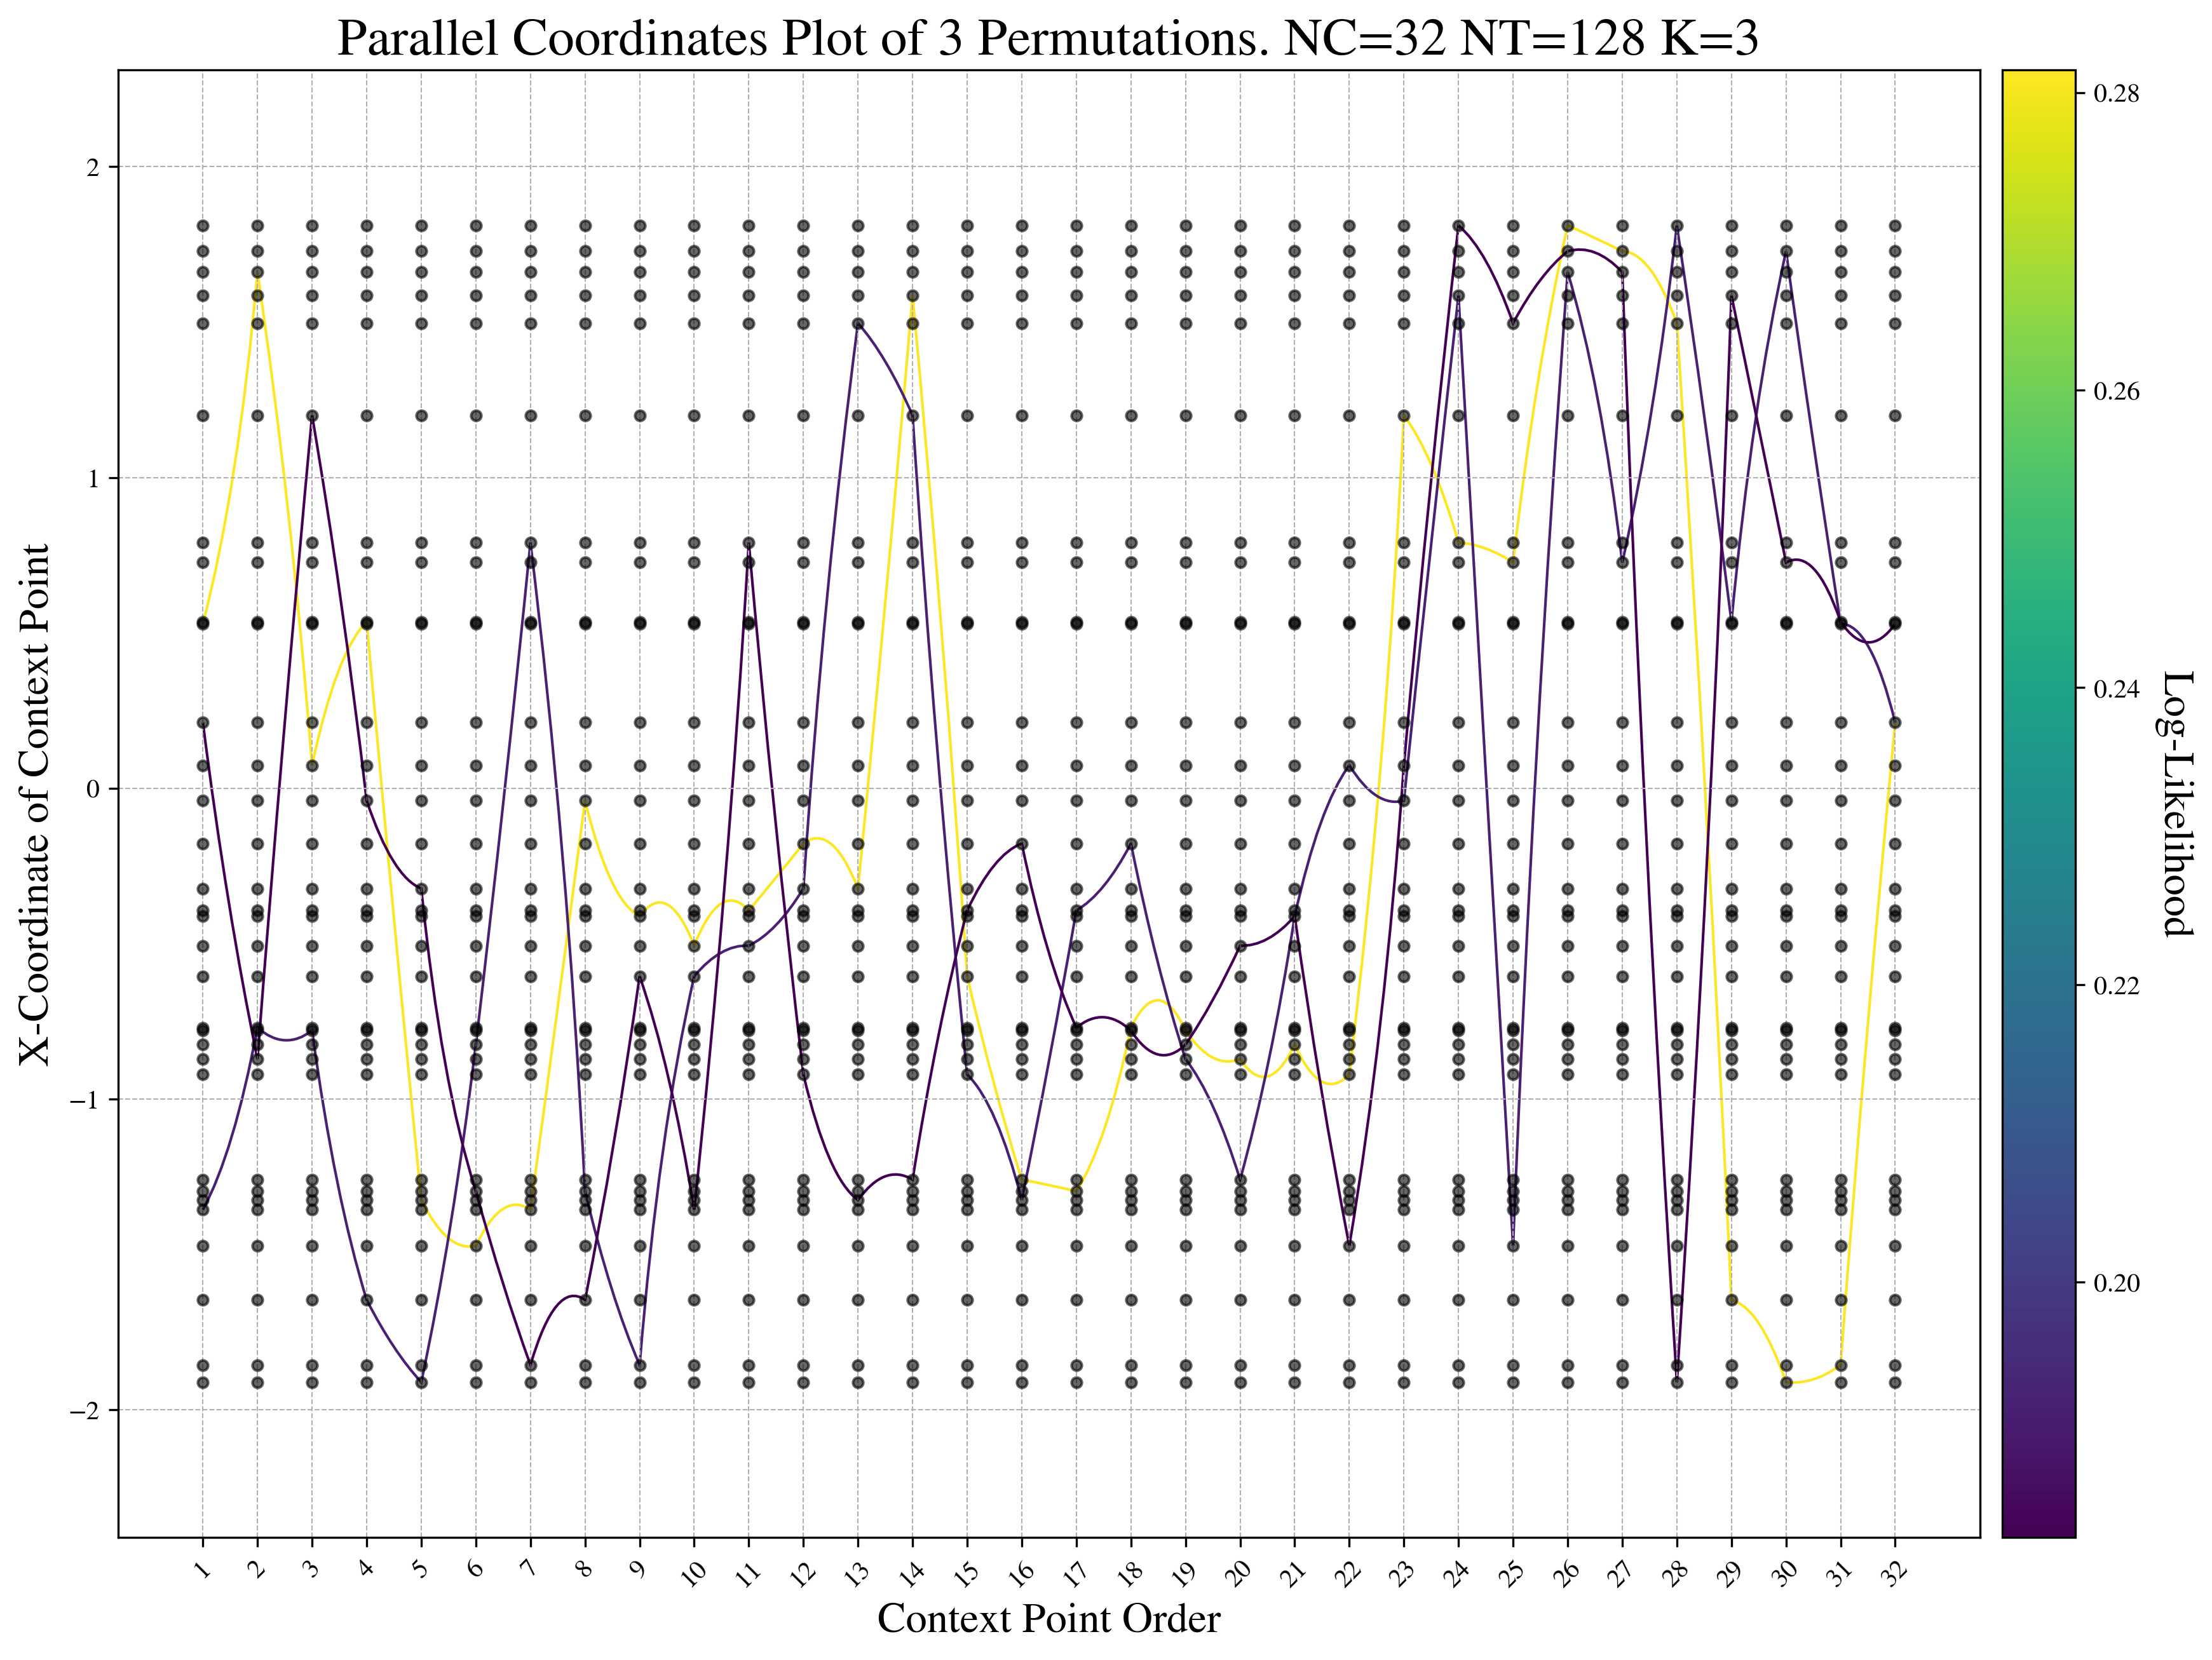 Parallel Coordinates Plot of 3 Permutations. NC=32 NT=128 K=3
X-Coordinate of Context Point
2
1
0
−1
−2
1 2 3 4 5 6 7 8 9 10 11 12 13 14 15 16 17 18 19 20 21 22 23 24 25 26 27 28 29 30 31 32
Context Point Order
0.28
0.26
0.24
0.22
0.20
Log-Likelihood